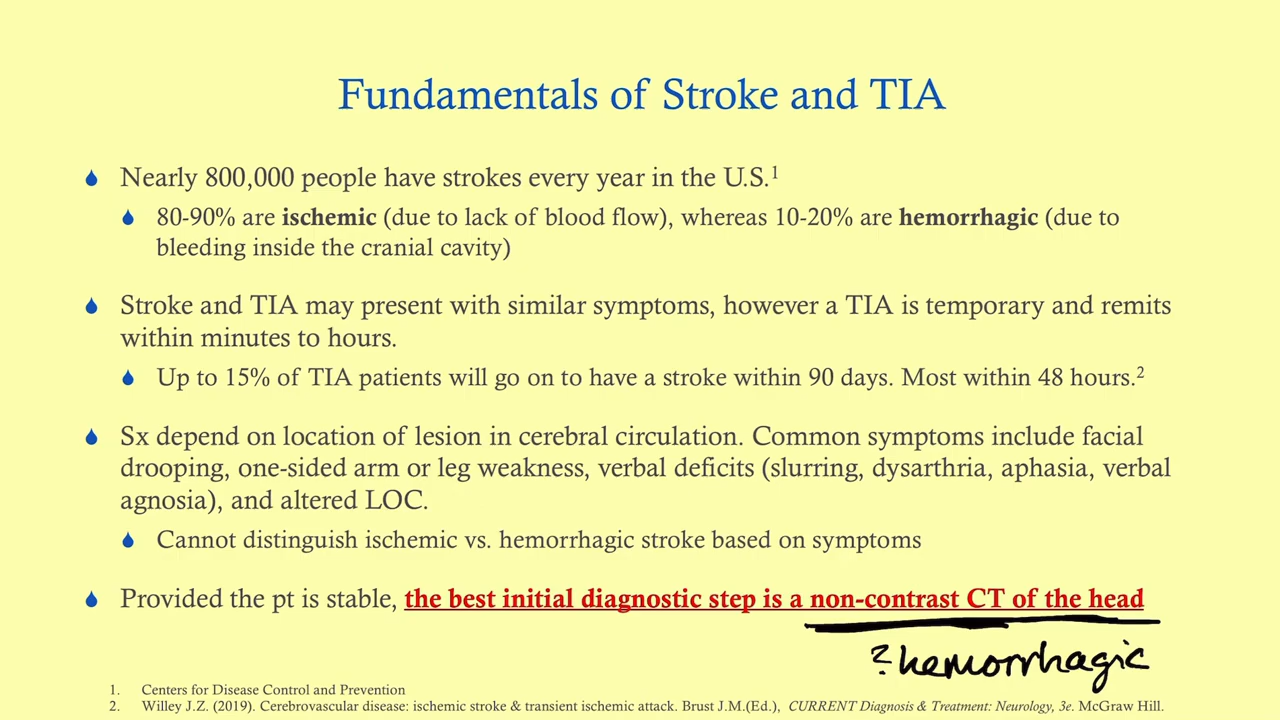 Fundamentals of Stroke and TIA
Nearly 800,000 people have strokes every year in the U.S.¹
80-90% are ischemic (due to lack of blood flow), whereas 10-20% are hemorrhagic (due to
bleeding inside the cranial cavity)
Stroke and TIA may present with similar symptoms, however a TIA is temporary and remits
within minutes to hours.
Up to 15% of TIA patients will go on to have a stroke within 90 days. Most within 48 hours.²
Sx depend on location of lesion in cerebral circulation. Common symptoms include facial
drooping, one-sided arm or leg weakness, verbal deficits (slurring, dysarthria, aphasia, verbal
agnosia), and altered LOC.
Cannot distinguish ischemic vs. hemorrhagic stroke based on symptoms
Provided the pt is stable, the best initial diagnostic step is a non-contrast CT of the head
?hemorrhagic
1. Centers for Disease Control and Prevention
2. Willey J.Z. (2019). Cerebrovascular disease: ischemic stroke & transient ischemic attack. Brust J.M.(Ed.), CURRENT Diagnosis & Treatment: Neurology, 3e. McGraw Hill.